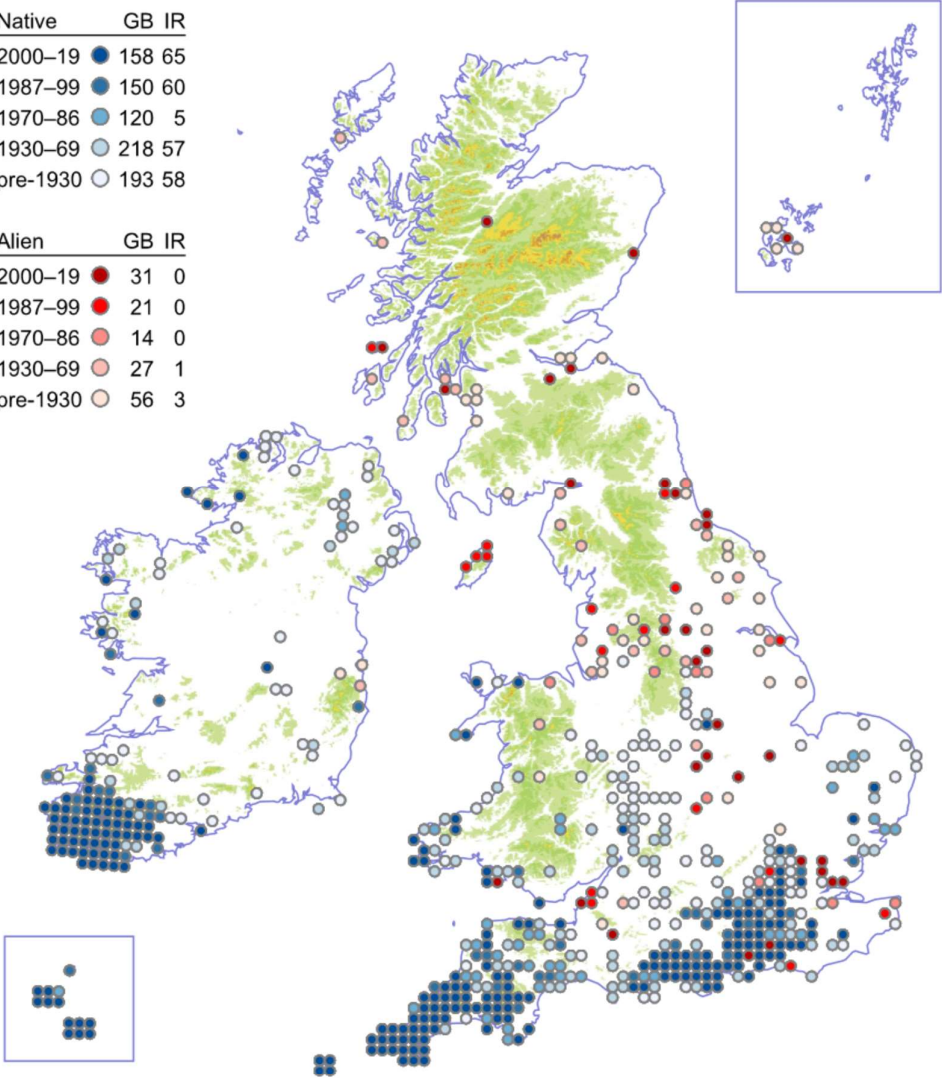 Native GB IR
2000–19 158 65
1987–99 150 60
1970–86 120 5
1930–69 218 57
pre-1930 193 58
Alien GB IR
2000–19 31 0
1987–99 21 0
1970–86 14 0
1930–69 27 1
pre-1930 56 3